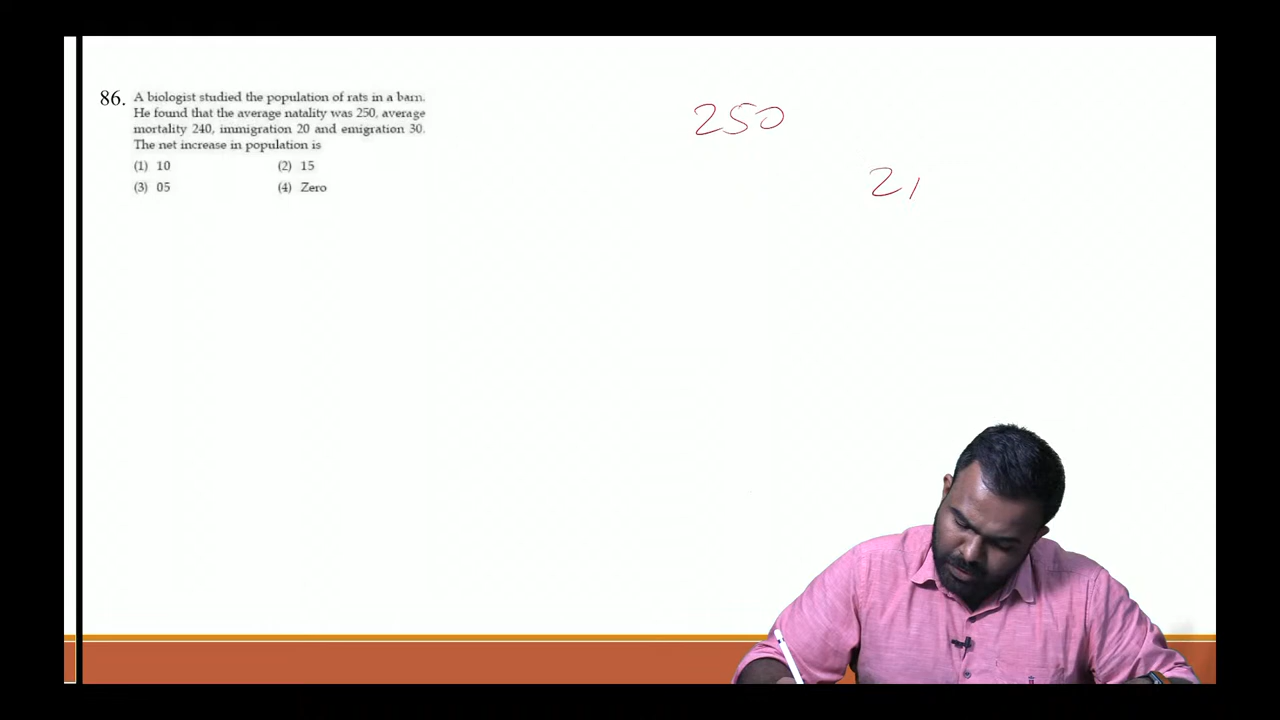 86. A biologist studied the population of rats in a barn.
He found that the average natality was 250, average
mortality 240, immigration 20 and emigration 30.
The net increase in population is
(1) 10 (2) 15
(3) 05 (4) Zero
250
2